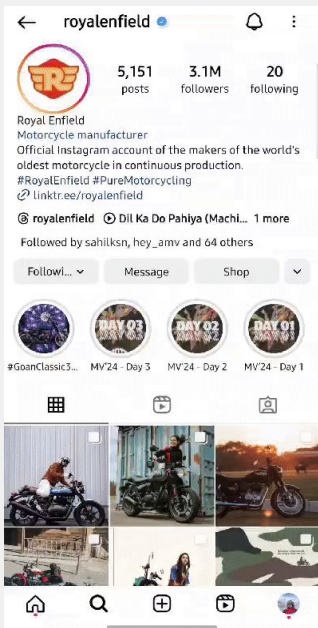 royalenfield
5,151 3.1M 20
posts followers following
Royal Enfield
Motorcycle manufacturer
Official Instagram account of the makers of the world's
oldest motorcycle in continuous production.
#RoyalEnfield #PureMotorcycling
linktr.ee/royalenfield
royalenfield Dil Ka Do Pahiya (Machi... 1 more
Followed by sahilksn, hey_amv and 64 others
Followi... Message Shop
DAY 03 DAY 02 DAY 01
#GoanClassic3... MV'24 - Day 3 MV'24 - Day 2 MV'24 - Day 1